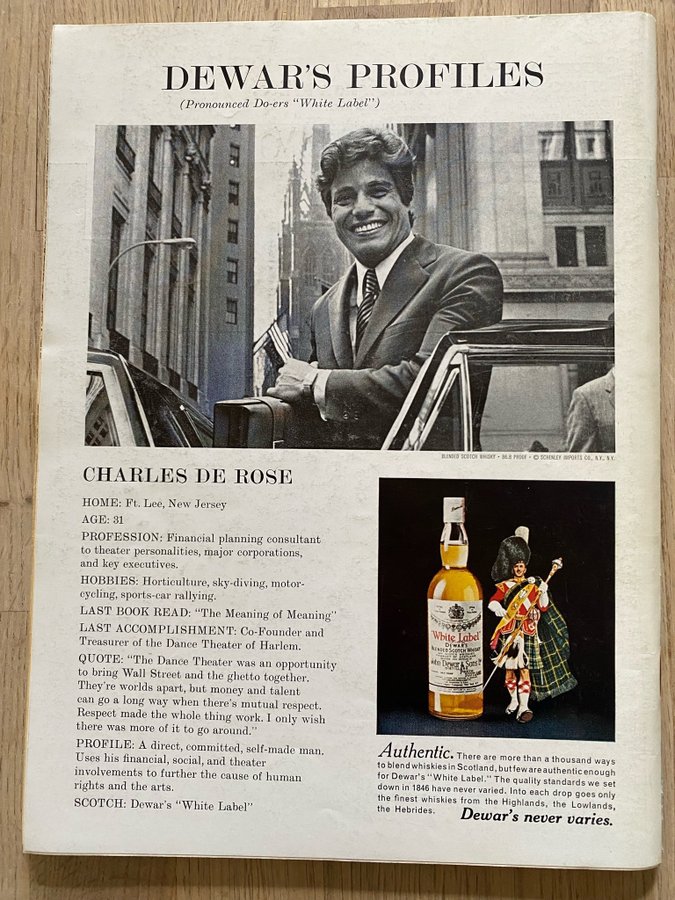 DEWAR'S PROFILES
(Pronounced Do-ers "White Label")
BLENDED SCOTCH WHISKY • 86.8 PROOF • © SCHENLEY IMPORTS CO., N.Y., N.Y.
CHARLES DE ROSE
HOME: Ft. Lee, New Jersey
AGE: 31
PROFESSION: Financial planning consultant
to theater personalities, major corporations,
and key executives.
HOBBIES: Horticulture, sky-diving, motor-
cycling, sports-car rallying.
LAST BOOK READ: "The Meaning of Meaning"
LAST ACCOMPLISHMENT: Co-Founder and
Treasurer of the Dance Theater of Harlem.
QUOTE: "The Dance Theater was an opportunity
to bring Wall Street and the ghetto together.
They're worlds apart, but money and talent
can go a long way when there's mutual respect.
Respect made the whole thing work. I only wish
there was more of it to go around."
PROFILE: A direct, committed, self-made man.
Uses his financial, social, and theater
involvements to further the cause of human
rights and the arts.
SCOTCH: Dewar's "White Label"
"White Label"
DEWAR'S
BLENDED SCOTCH WHISKY
John Dewar & Sons Ltd
Authentic. There are more than a thousand ways
to blend whiskies in Scotland, but few are authentic enough
for Dewar's "White Label." The quality standards we set
down in 1846 have never varied. Into each drop goes only
the finest whiskies from the Highlands, the Lowlands,
the Hebrides. Dewar's never varies.